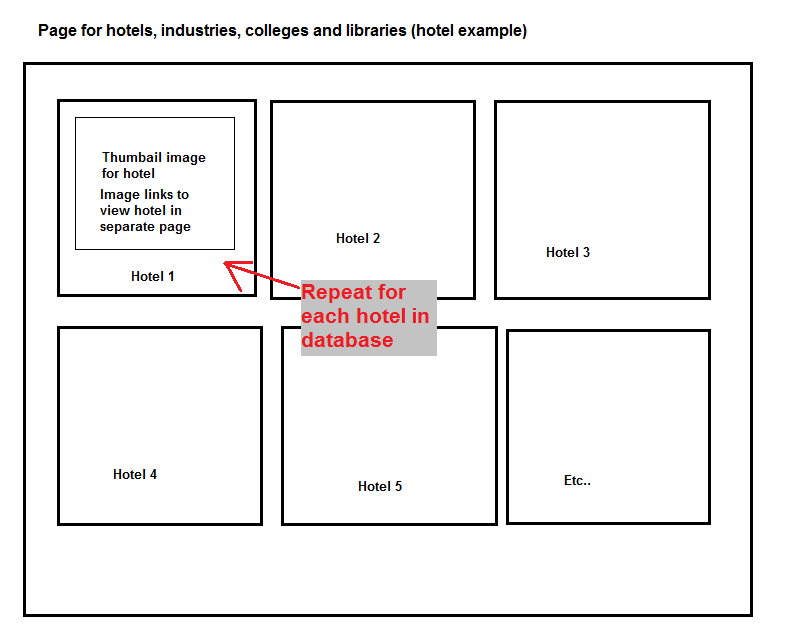 Page for hotels, industries, colleges and libraries (hotel example)
Thumbail image
for hotel
Image links to
view hotel in
separate page
Hotel 1
Hotel 2
Hotel 3
Repeat for
each hotel in
database
Hotel 4
Hotel 5
Etc..